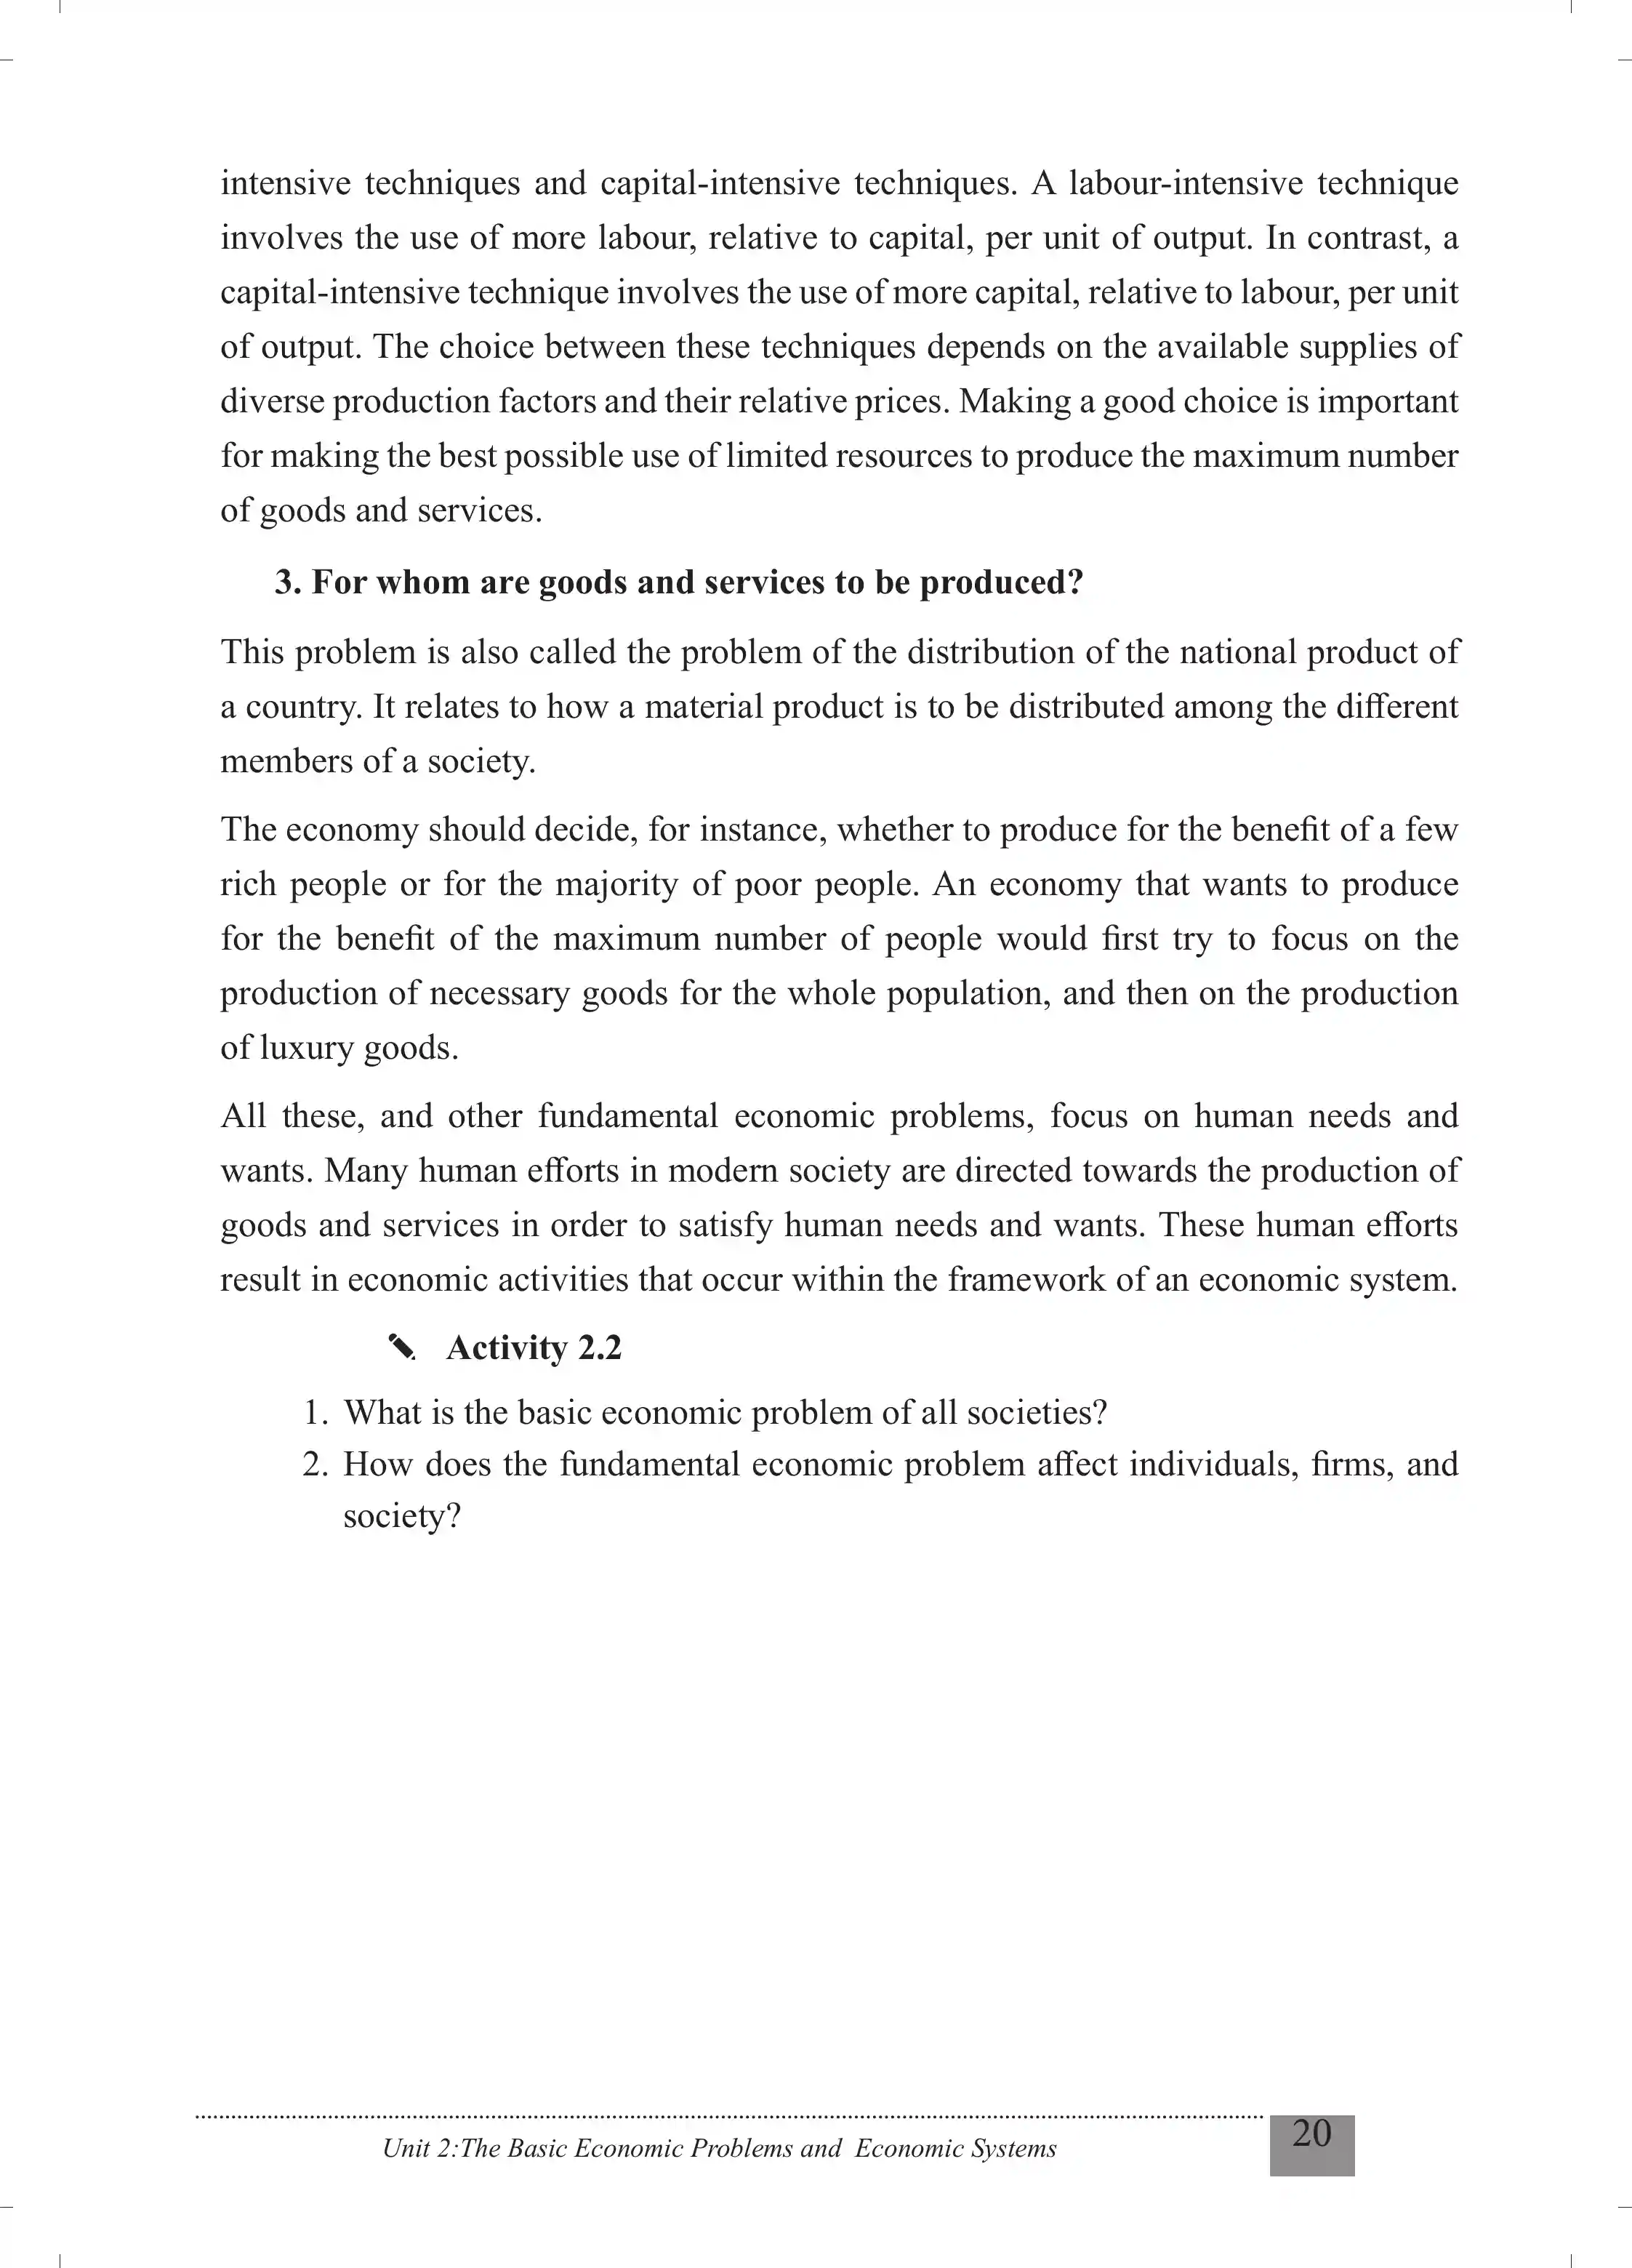 intensive techniques and capital-intensive techniques. A labour-intensive technique
involves the use of more labour, relative to capital, per unit of output. In contrast, a
capital-intensive technique involves the use of more capital, relative to labour, per unit
of output. The choice between these techniques depends on the available supplies of
diverse production factors and their relative prices. Making a good choice is important
for making the best possible use of limited resources to produce the maximum number
of goods and services.
3. For whom are goods and services to be produced?
This problem is also called the problem of the distribution of the national product of
a country. It relates to how a material product is to be distributed among the different
members of a society.
The economy should decide, for instance, whether to produce for the benefit of a few
rich people or for the majority of poor people. An economy that wants to produce
for the benefit of the maximum number of people would first try to focus on the
production of necessary goods for the whole population, and then on the production
of luxury goods.
All these, and other fundamental economic problems, focus on human needs and
wants. Many human efforts in modern society are directed towards the production of
goods and services in order to satisfy human needs and wants. These human efforts
result in economic activities that occur within the framework of an economic system.
Activity 2.2
1. What is the basic economic problem of all societies?
2. How does the fundamental economic problem affect individuals, firms, and
society?
Unit 2:The Basic Economic Problems and Economic Systems
20